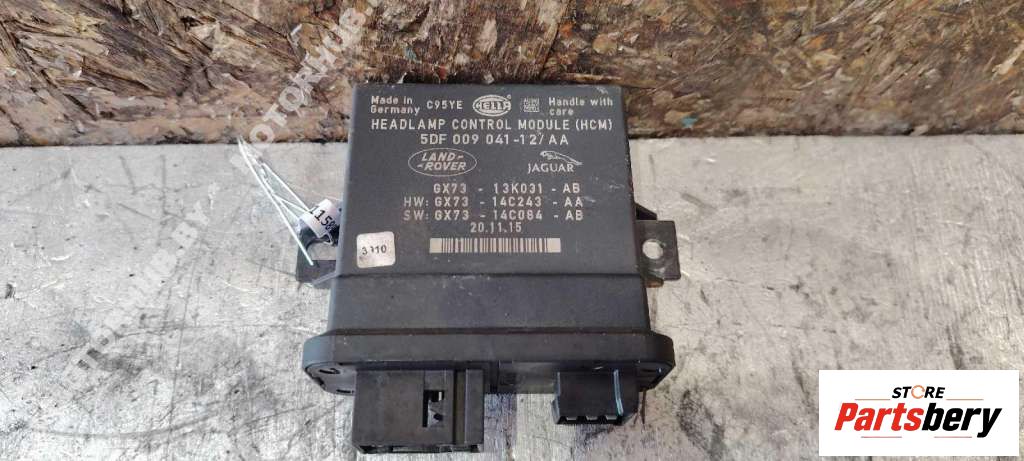 Made in
Germany
C95YE
HELLA
Handle with
care
HEADLAMP CONTROL MODULE (HCM)
5DF 009 041-12/AA
LAND-
ROVER
JAGUAR
GX73 - 13K031 - AB
HW: GX73 - 14C243 - AA
SW: GX73 - 14C084 - AB
20.11.15
STORE
Partsbery